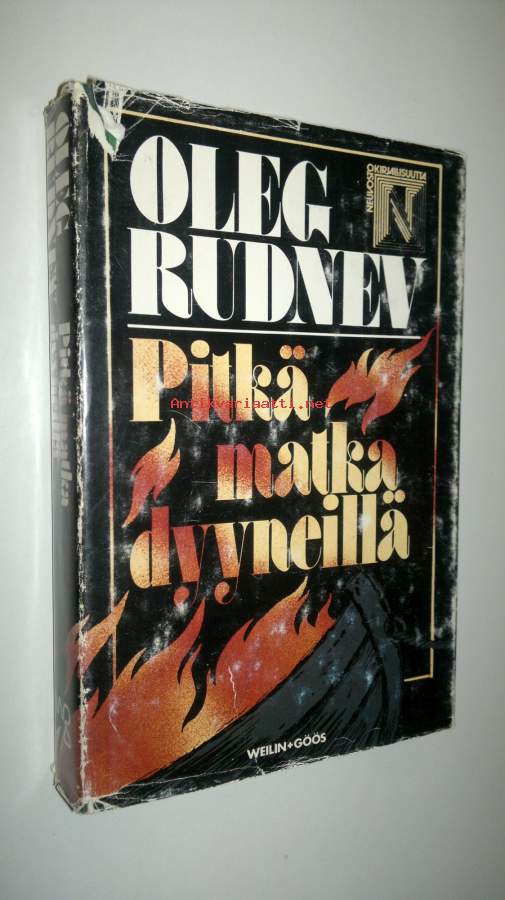 OLEG
RUDNEV
NEUVOSTOKIRJALLISUUTTA
N
Pitkä
matka
dyyneillä
WEILIN+GÖÖS
Antikvariaatti.net